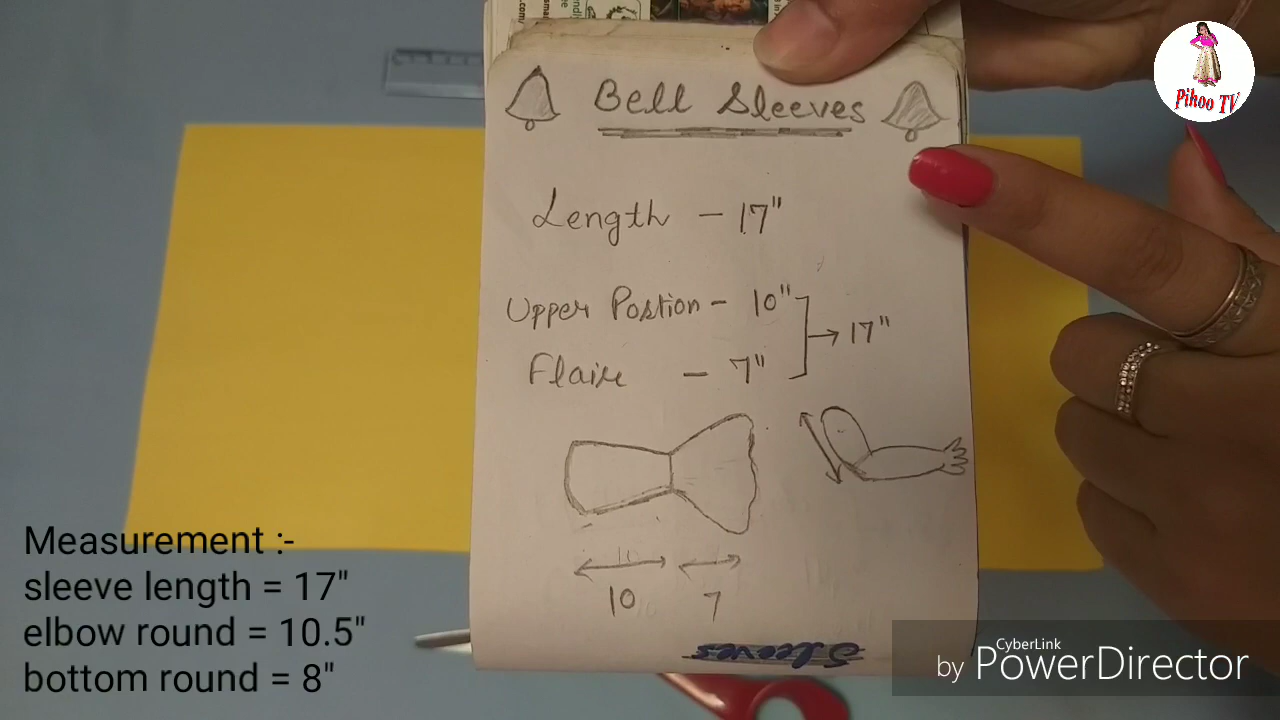 Pihoo TV
Bell Sleeves
Length - 17"
Upper Postion - 10"
Flaire - 7"
→ 17"
10
7
Sleeves
Measurement :-
sleeve length = 17"
elbow round = 10.5"
bottom round = 8"
by CyberLink PowerDirector